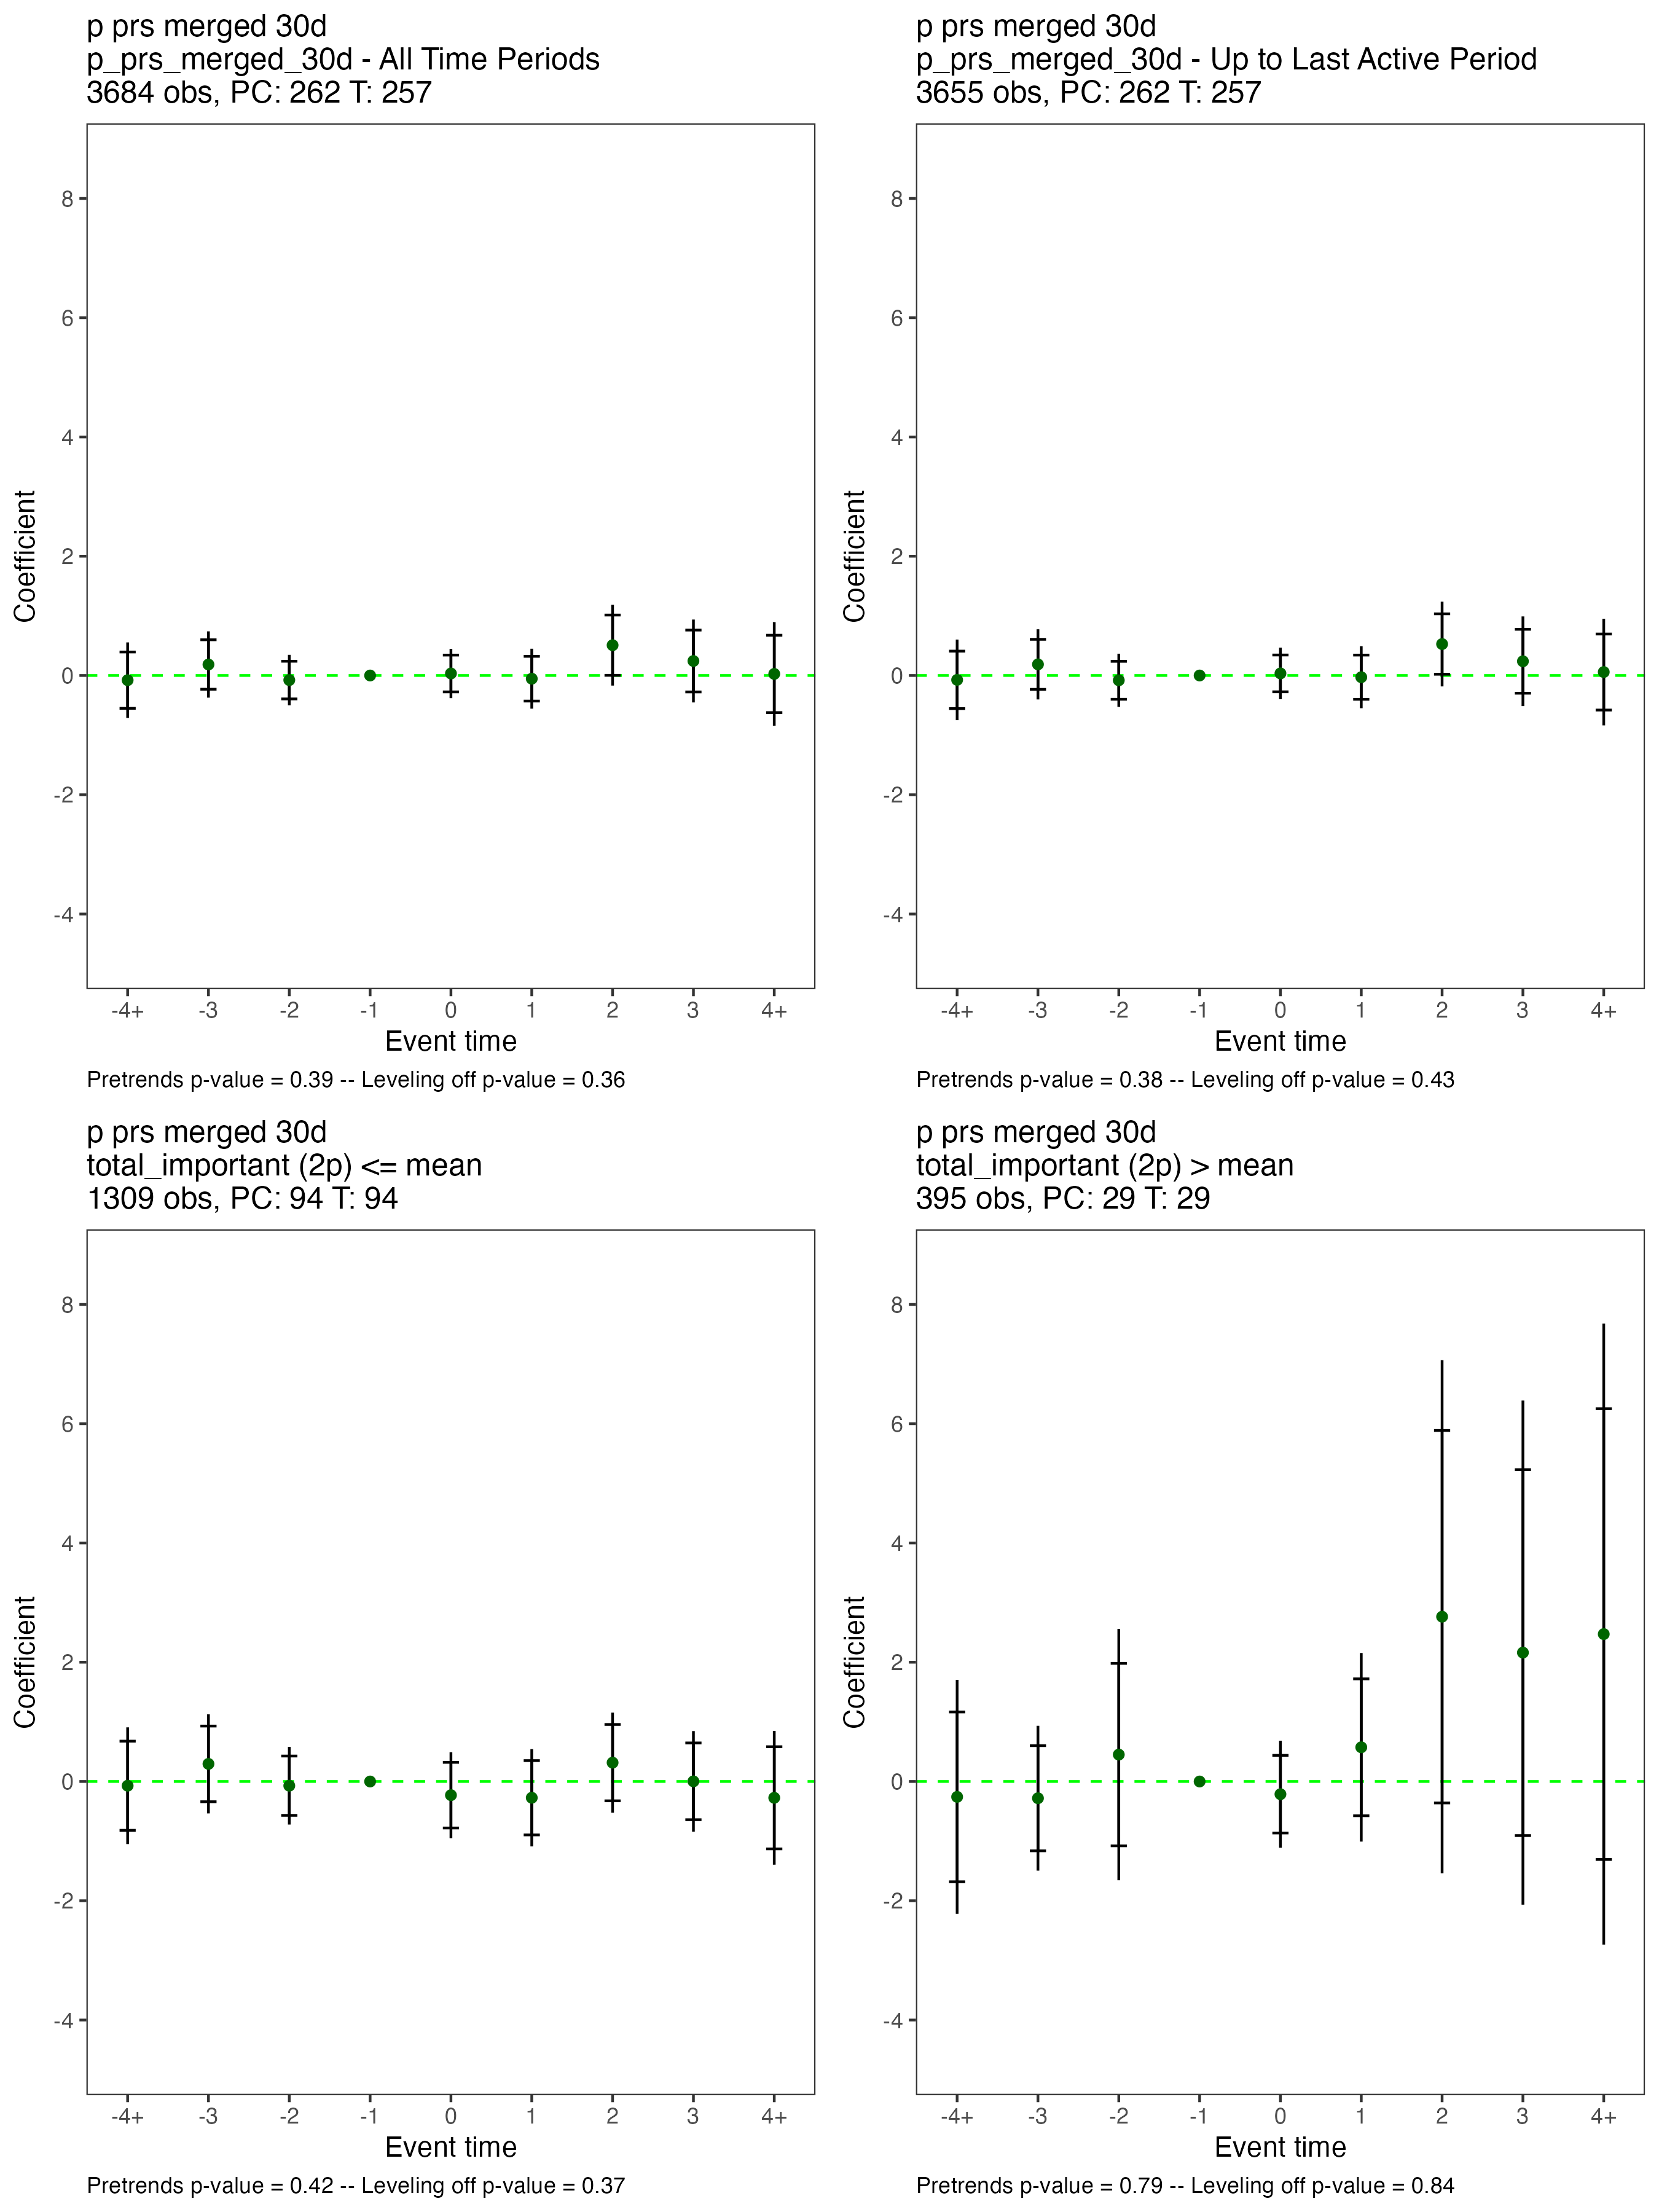 p prs merged 30d
p_prs_merged_30d - All Time Periods
3684 obs, PC: 262 T: 257
Coefficient
8
6
4
2
0
-2
-4
-4+ -3 -2 -1 0 1 2 3 4+
Event time
Pretrends p-value = 0.39 -- Leveling off p-value = 0.36
p prs merged 30d
p_prs_merged_30d - Up to Last Active Period
3655 obs, PC: 262 T: 257
Coefficient
8
6
4
2
0
-2
-4
-4+ -3 -2 -1 0 1 2 3 4+
Event time
Pretrends p-value = 0.38 -- Leveling off p-value = 0.43
p prs merged 30d
total_important (2p) <= mean
1309 obs, PC: 94 T: 94
Coefficient
8
6
4
2
0
-2
-4
-4+ -3 -2 -1 0 1 2 3 4+
Event time
Pretrends p-value = 0.42 -- Leveling off p-value = 0.37
p prs merged 30d
total_important (2p) > mean
395 obs, PC: 29 T: 29
Coefficient
8
6
4
2
0
-2
-4
-4+ -3 -2 -1 0 1 2 3 4+
Event time
Pretrends p-value = 0.79 -- Leveling off p-value = 0.84